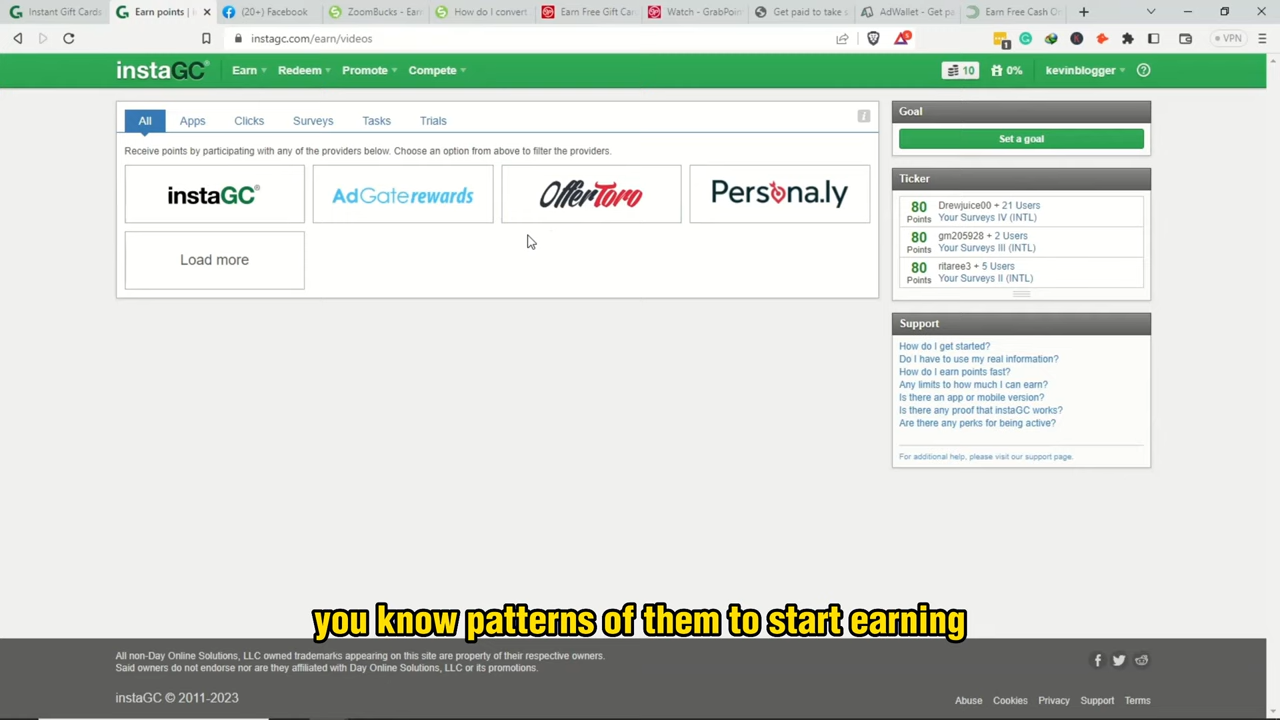 Instant Gift Cards
Earn points |
(20+) Facebook
ZoomBucks - Earn
How do I convert
Earn Free Gift Car
Watch - GrabPoin
Get paid to take s
AdWallet - Get pa
Earn Free Cash On
instagc.com/earn/videos
VPN
instaGC
Earn
Redeem
Promote
Compete
10
0%
kevinblogger
All
Apps
Clicks
Surveys
Tasks
Trials
Receive points by participating with any of the providers below. Choose an option from above to filter the providers.
instaGC
AdGate rewards
OfferToro
Persona.ly
Load more
Goal
Set a goal
Ticker
80 Points
Drewjuice00 + 21 Users
Your Surveys IV (INTL)
80 Points
gm205928 + 2 Users
Your Surveys III (INTL)
80 Points
ritaree3 + 5 Users
Your Surveys II (INTL)
Support
How do I get started?
Do I have to use my real information?
How do I earn points fast?
Any limits to how much I can earn?
Is there an app or mobile version?
Is there any proof that instaGC works?
Are there any perks for being active?
For additional help, please visit our support page.
you know patterns of them to start earning
All non-Day Online Solutions, LLC owned trademarks appearing on this site are property of their respective owners.
Said owners do not endorse nor are they affiliated with Day Online Solutions, LLC or its promotions.
instaGC © 2011-2023
Abuse
Cookies
Privacy
Support
Terms